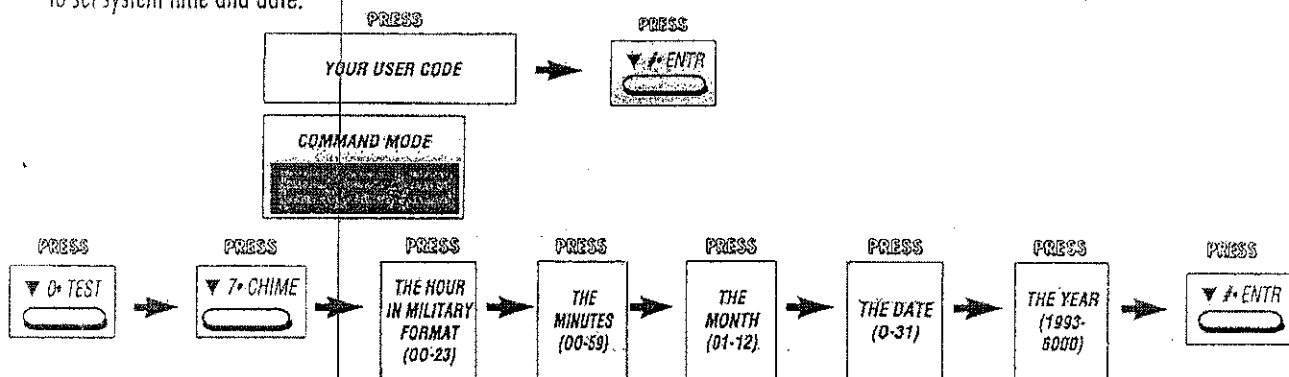 To set system time and date:
PRESS
PRESS
YOUR USER CODE
▼ #• ENTR
COMMAND MODE
PRESS
PRESS
PRESS
PRESS
PRESS
PRESS
PRESS
PRESS
▼ 0• TEST
▼ 7• CHIME
THE HOUR
IN MILITARY
FORMAT
(00-23)
THE
MINUTES
(00-59)
THE
MONTH
(01-12)
THE DATE
(0-31)
THE YEAR
(1993-
6000)
▼ #• ENTR